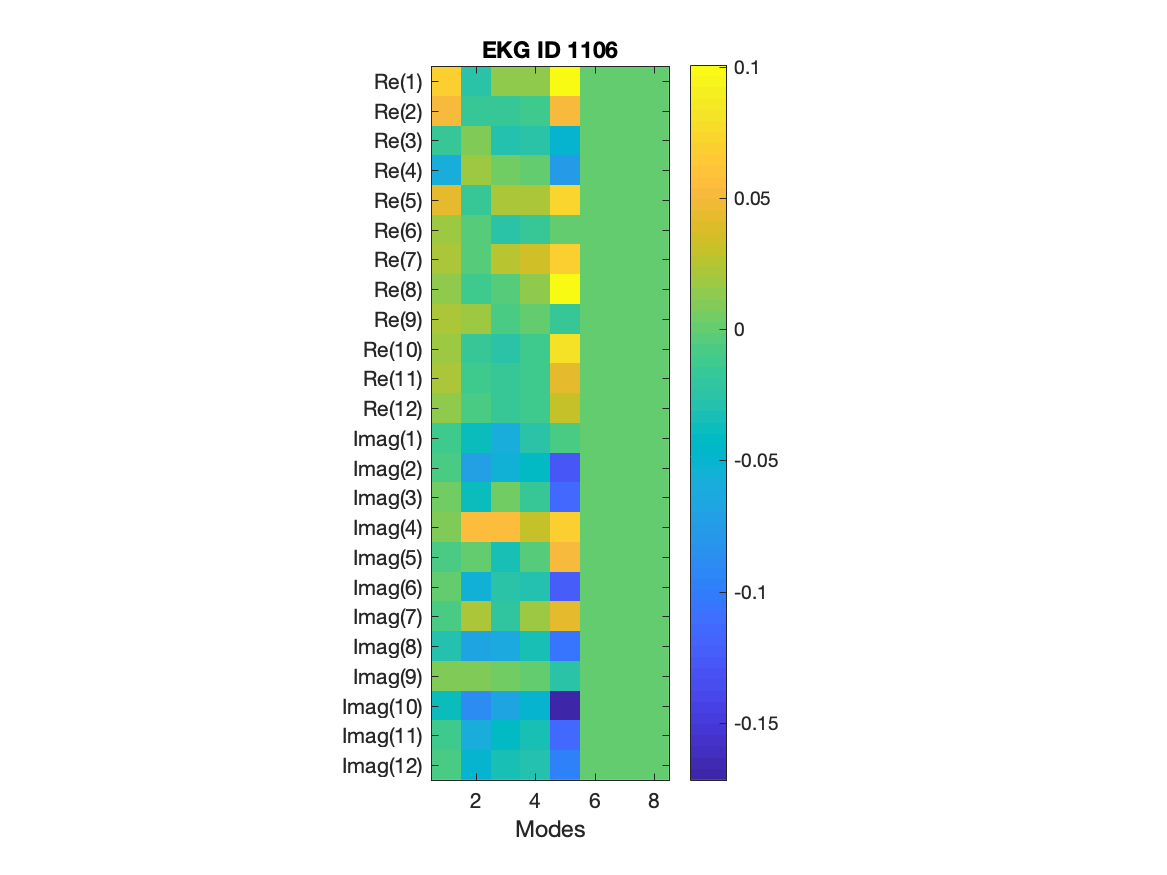 EKG ID 1106
Re(1)
Re(2)
Re(3)
Re(4)
Re(5)
Re(6)
Re(7)
Re(8)
Re(9)
Re(10)
Re(11)
Re(12)
Imag(1)
Imag(2)
Imag(3)
Imag(4)
Imag(5)
Imag(6)
Imag(7)
Imag(8)
Imag(9)
Imag(10)
Imag(11)
Imag(12)
2 4 6 8
Modes
0.1
0.05
0
-0.05
-0.1
-0.15